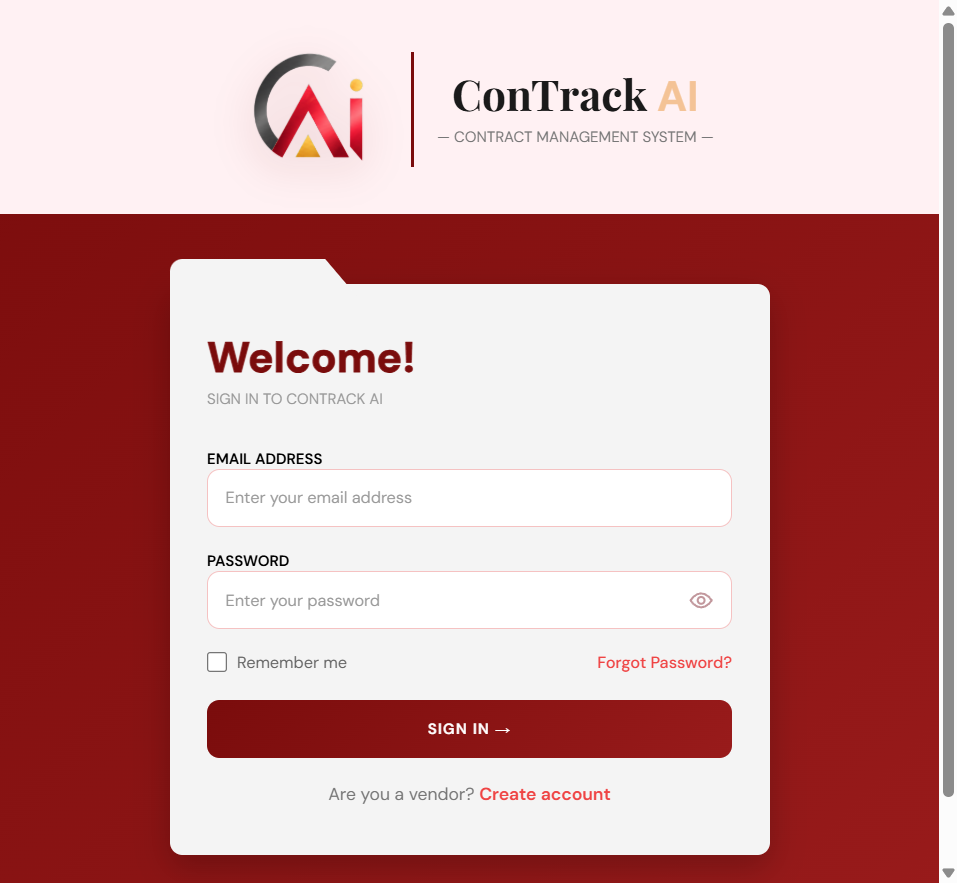 Ai
ConTrack AI
— CONTRACT MANAGEMENT SYSTEM —
Welcome!
SIGN IN TO CONTRACK AI
EMAIL ADDRESS
Enter your email address
PASSWORD
Enter your password
Remember me
Forgot Password?
SIGN IN →
Are you a vendor? Create account